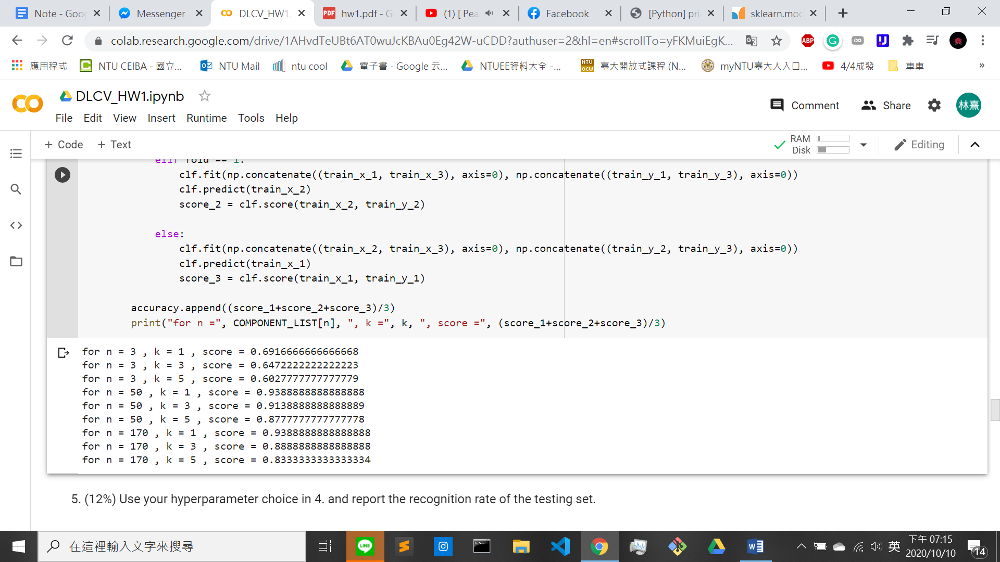 Note - Goo
Messenger
DLCV_HW1.
PDF hw1.pdf - G
(1) [ Pea
Facebook
[Python] pri
sklearn.mod
colab.research.google.com/drive/1AHvdTeUBt6AT0wuJcKBAu0Eg42W-uCDD?authuser=2&hl=en#scrollTo=yFKMuiEgK...
ABP
應用程式
NTU CEIBA - 國立...
NTU Mail
ntu cool
電子書 - Google 云...
NTUEE資料大全 -...
NTU OCW 臺大開放式課程 (N...
myNTU臺大人入口...
4/4成發
車車
»
DLCV_HW1.ipynb
Comment
Share
林熹
File Edit View Insert Runtime Tools Help
+ Code + Text
RAM
Disk
Editing
elif fold == 1:
clf.fit(np.concatenate((train_x_1, train_x_3), axis=0), np.concatenate((train_y_1, train_y_3), axis=0))
clf.predict(train_x_2)
score_2 = clf.score(train_x_2, train_y_2)
else:
clf.fit(np.concatenate((train_x_2, train_x_3), axis=0), np.concatenate((train_y_2, train_y_3), axis=0))
clf.predict(train_x_1)
score_3 = clf.score(train_x_1, train_y_1)
accuracy.append((score_1+score_2+score_3)/3)
print("for n =", COMPONENT_LIST[n], ", k =", k, ", score =", (score_1+score_2+score_3)/3)
for n = 3 , k = 1 , score = 0.6916666666666668
for n = 3 , k = 3 , score = 0.6472222222222223
for n = 3 , k = 5 , score = 0.6027777777777779
for n = 50 , k = 1 , score = 0.9388888888888888
for n = 50 , k = 3 , score = 0.9138888888888889
for n = 50 , k = 5 , score = 0.8777777777777778
for n = 170 , k = 1 , score = 0.9388888888888888
for n = 170 , k = 3 , score = 0.8888888888888888
for n = 170 , k = 5 , score = 0.8333333333333334
5. (12%) Use your hyperparameter choice in 4. and report the recognition rate of the testing set.
在這裡輸入文字來搜尋
LINE
英
下午 07:15
2020/10/10
14